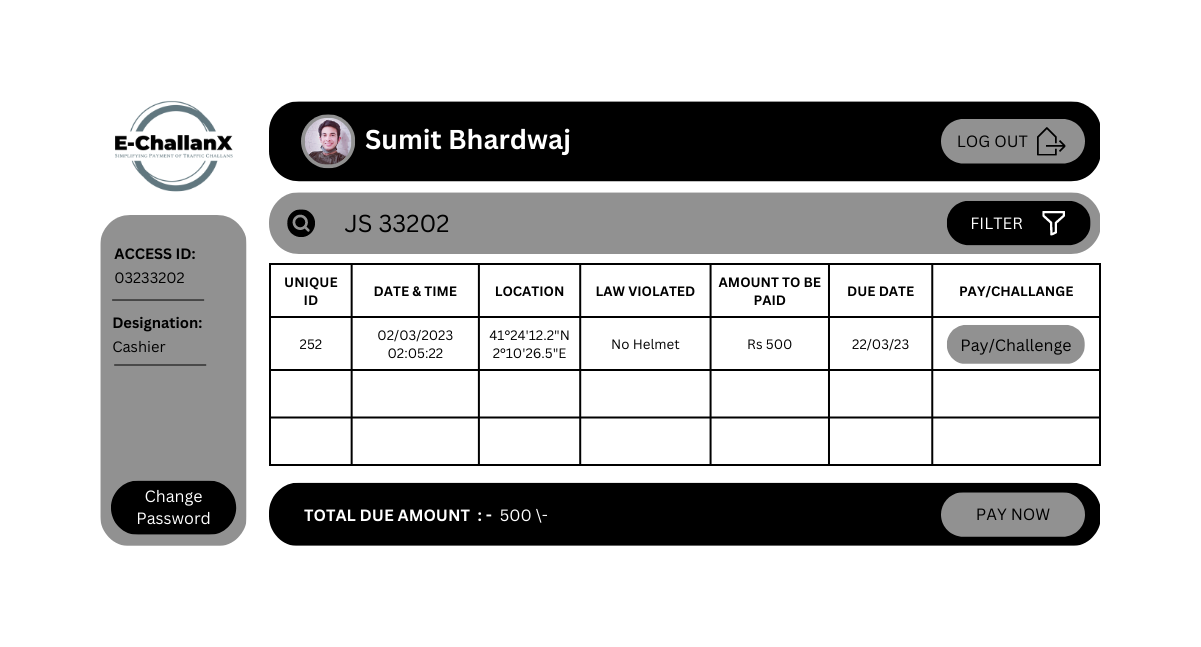 E-ChallanX
SIMPLIFYING PAYMENT OF TRAFFIC CHALLANS
Sumit Bhardwaj
LOG OUT
JS 33202
FILTER
ACCESS ID:
03233202
Designation:
Cashier
Change
Password
UNIQUE
ID
DATE & TIME
LOCATION
LAW VIOLATED
AMOUNT TO BE
PAID
DUE DATE
PAY/CHALLANGE
252
02/03/2023
02:05:22
41°24'12.2"N
2°10'26.5"E
No Helmet
Rs 500
22/03/23
Pay/Challenge
TOTAL DUE AMOUNT : - 500 \-
PAY NOW